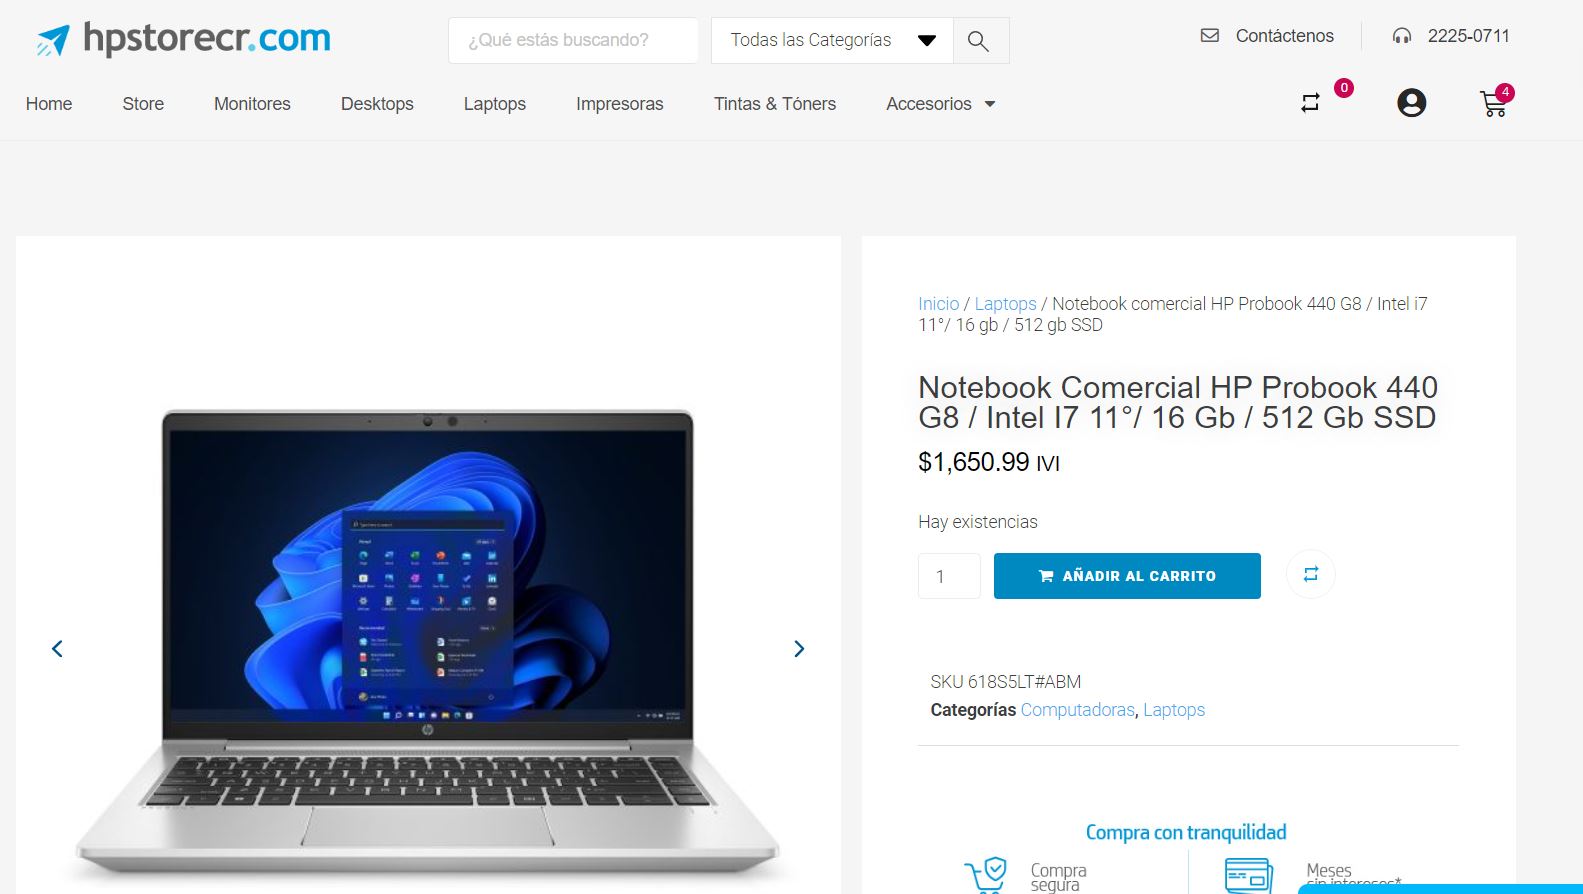 hpstorecr.com
¿Qué estás buscando?
Todas las Categorías
Contáctenos
2225-0711
Home
Store
Monitores
Desktops
Laptops
Impresoras
Tintas & Tóners
Accesorios
0
4
Inicio / Laptops / Notebook comercial HP Probook 440 G8 / Intel i7
11°/ 16 gb / 512 gb SSD
Notebook Comercial HP Probook 440
G8 / Intel I7 11°/ 16 Gb / 512 Gb SSD
$1,650.99 IVI
Hay existencias
1
AÑADIR AL CARRITO
SKU 618S5LT#ABM
Categorías Computadoras, Laptops
Compra con tranquilidad
Compra
segura
Meses
sin intereses*